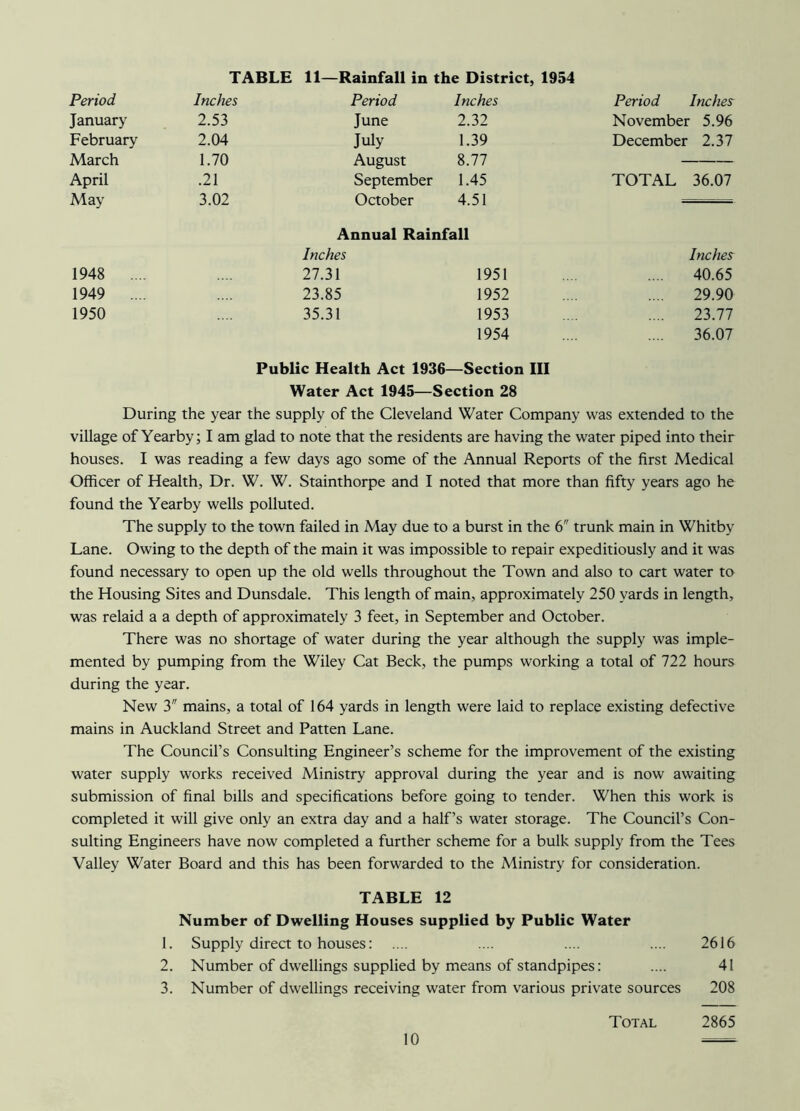 TABLE 11—Rainfall in the District, 1954
Period Inches Period Inches Period Inches
January 2.53 June 2.32 November 5.96
February 2.04 July 1.39 December 2.37
March 1.70 August 8.77
April .21 September 1.45 TOTAL 36.07
May 3.02 October 4.51
Annual Rainfall
Inches Inches
1948 .... .... 27.31 1951 .... .... 40.65
1949 .... .... 23.85 1952 .... .... 29.90
1950 .... 35.31 1953 .... .... 23.77
1954 .... .... 36.07
Public Health Act 1936—Section III
Water Act 1945—Section 28
During the year the supply of the Cleveland Water Company was extended to the
village of Yearby; I am glad to note that the residents are having the water piped into their
houses. I was reading a few days ago some of the Annual Reports of the first Medical
Officer of Health, Dr. W. W. Stainthorpe and I noted that more than fifty years ago he
found the Yearby wells polluted.
The supply to the town failed in May due to a burst in the 6″ trunk main in Whitby
Lane. Owing to the depth of the main it was impossible to repair expeditiously and it was
found necessary to open up the old wells throughout the Town and also to cart water to
the Housing Sites and Dunsdale. This length of main, approximately 250 yards in length,
was relaid a a depth of approximately 3 feet, in September and October.
There was no shortage of water during the year although the supply was imple-
mented by pumping from the Wiley Cat Beck, the pumps working a total of 722 hours
during the year.
New 3″ mains, a total of 164 yards in length were laid to replace existing defective
mains in Auckland Street and Patten Lane.
The Council's Consulting Engineer's scheme for the improvement of the existing
water supply works received Ministry approval during the year and is now awaiting
submission of final bills and specifications before going to tender. When this work is
completed it will give only an extra day and a half's water storage. The Council's Con-
sulting Engineers have now completed a further scheme for a bulk supply from the Tees
Valley Water Board and this has been forwarded to the Ministry for consideration.
TABLE 12
Number of Dwelling Houses supplied by Public Water
1. Supply direct to houses: .... .... .... .... 2616
2. Number of dwellings supplied by means of standpipes: .... 41
3. Number of dwellings receiving water from various private sources 208
TOTAL 2865
10